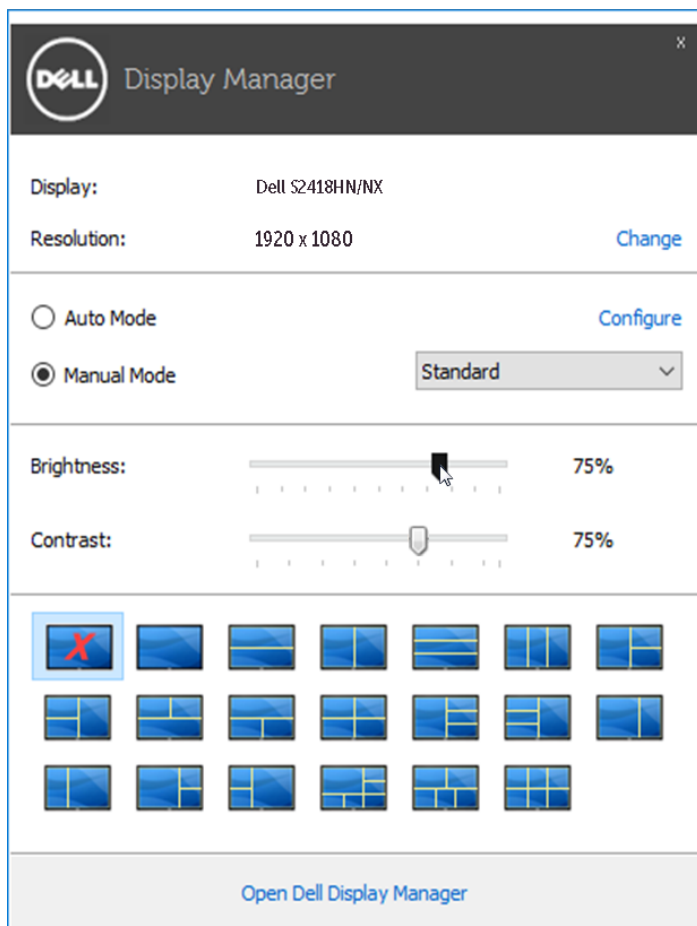 x
DELL Display Manager
Display: Dell S2418HN/NX
Resolution: 1920 x 1080 Change
Auto Mode Configure
Manual Mode Standard
Brightness: 75%
Contrast: 75%
X
Open Dell Display Manager